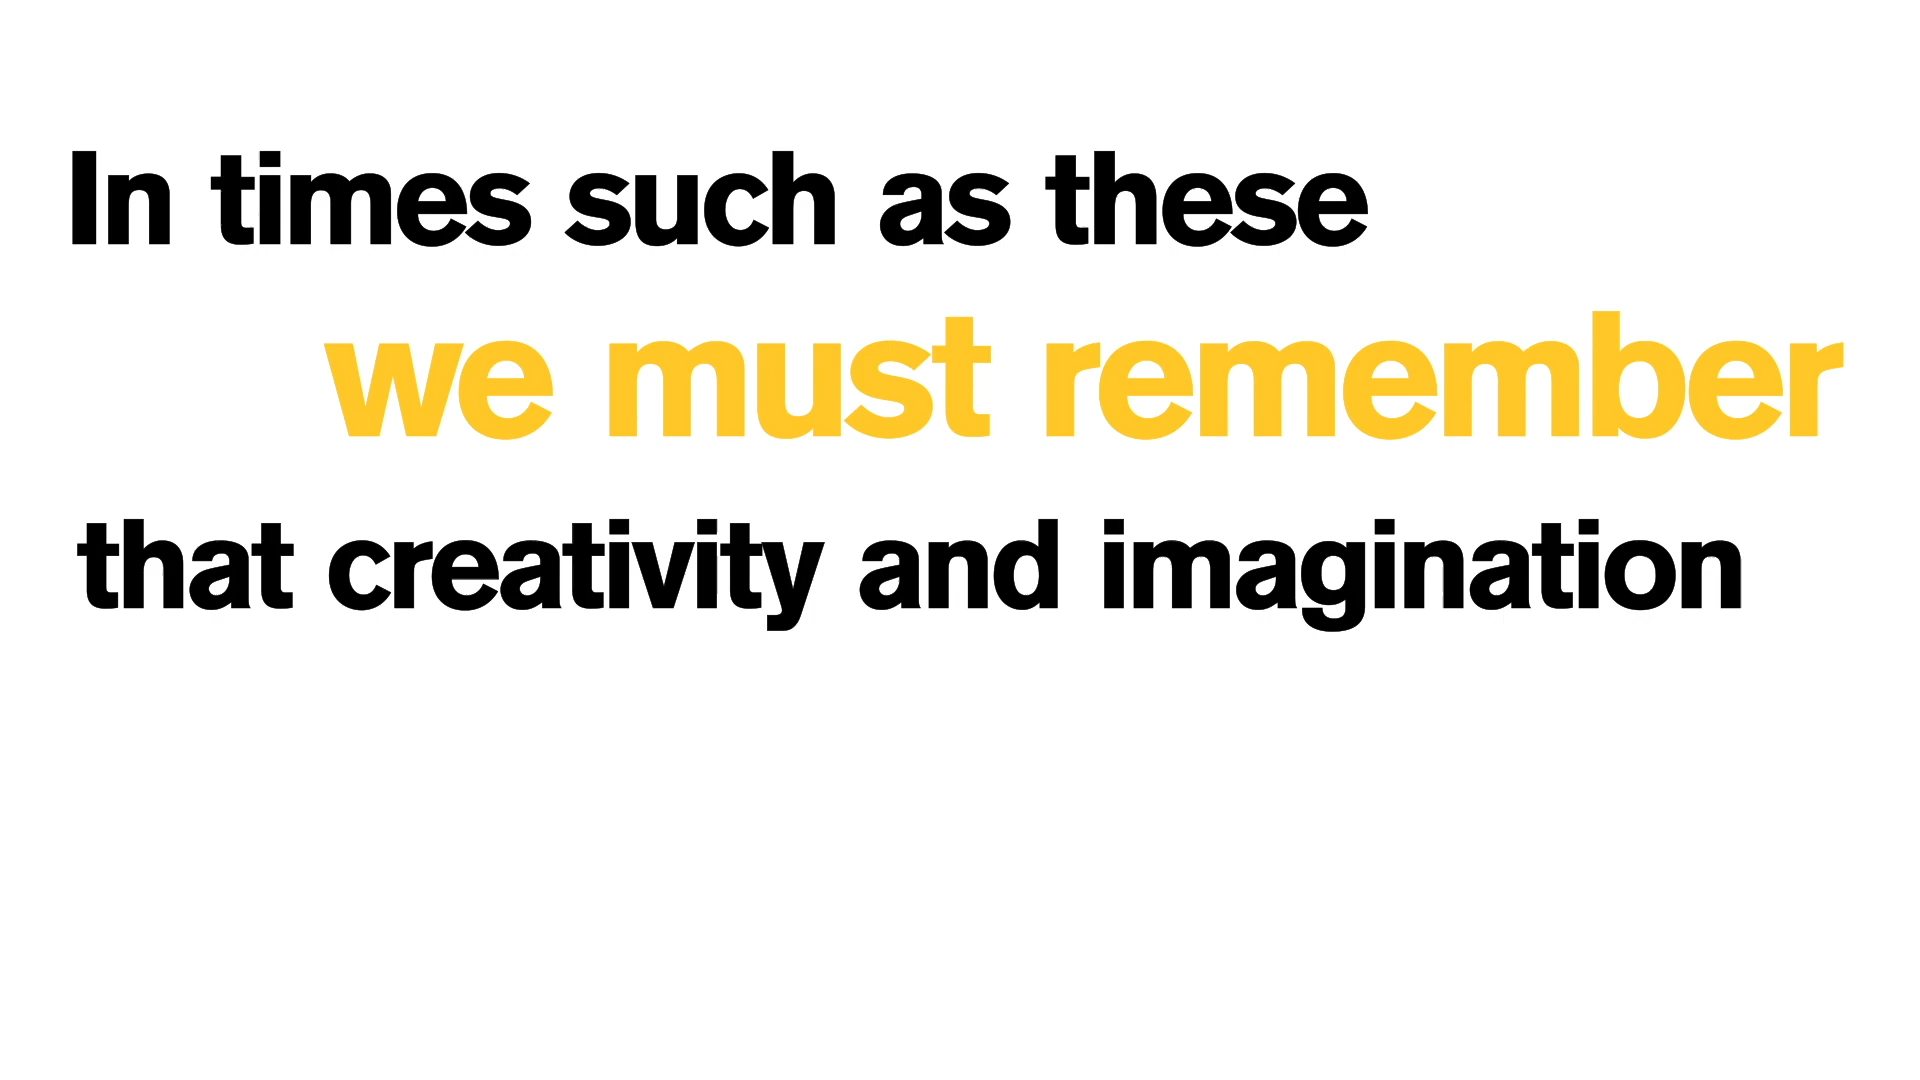 In times such as these
we must remember
that creativity and imagination